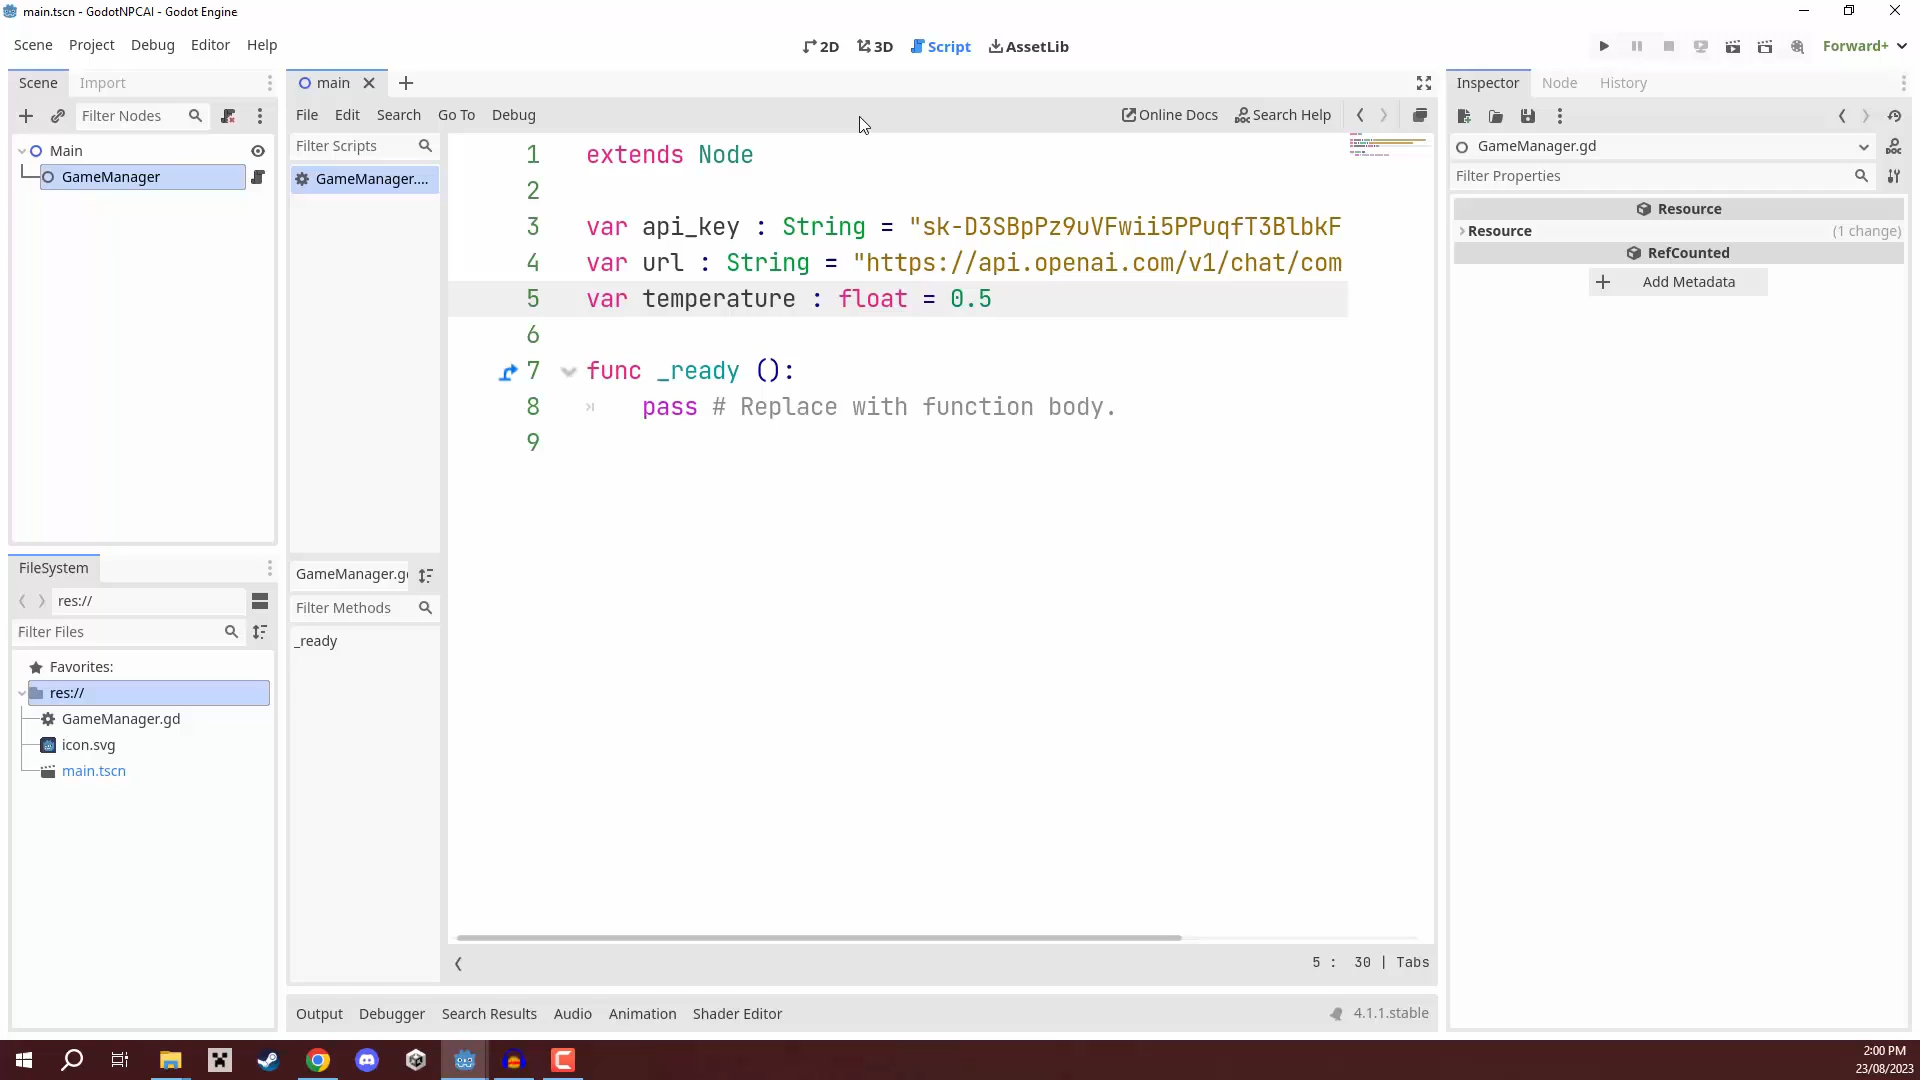 main.tscn - GodotNPCAI - Godot Engine
Scene Project Debug Editor Help
2D 3D Script AssetLib
Forward+
Scene Import
main
Inspector Node History
Filter Nodes
File Edit Search Go To Debug
Online Docs Search Help
Filter Scripts
GameManager.gd
Main
GameManager
GameManager....
Filter Properties
Resource
Resource (1 change)
RefCounted
Add Metadata
1 extends Node
2
3 var api_key : String = "sk-D3SBpPz9uVFwii5PPuqfT3BlbkF
4 var url : String = "https://api.openai.com/v1/chat/com
5 var temperature : float = 0.5
6
7 func _ready ():
8 pass # Replace with function body.
9
FileSystem
res://
Filter Files
Favorites:
res://
GameManager.gd
icon.svg
main.tscn
GameManager.g
Filter Methods
_ready
5 : 30 | Tabs
Output Debugger Search Results Audio Animation Shader Editor
4.1.1.stable
2:00 PM
23/08/2023